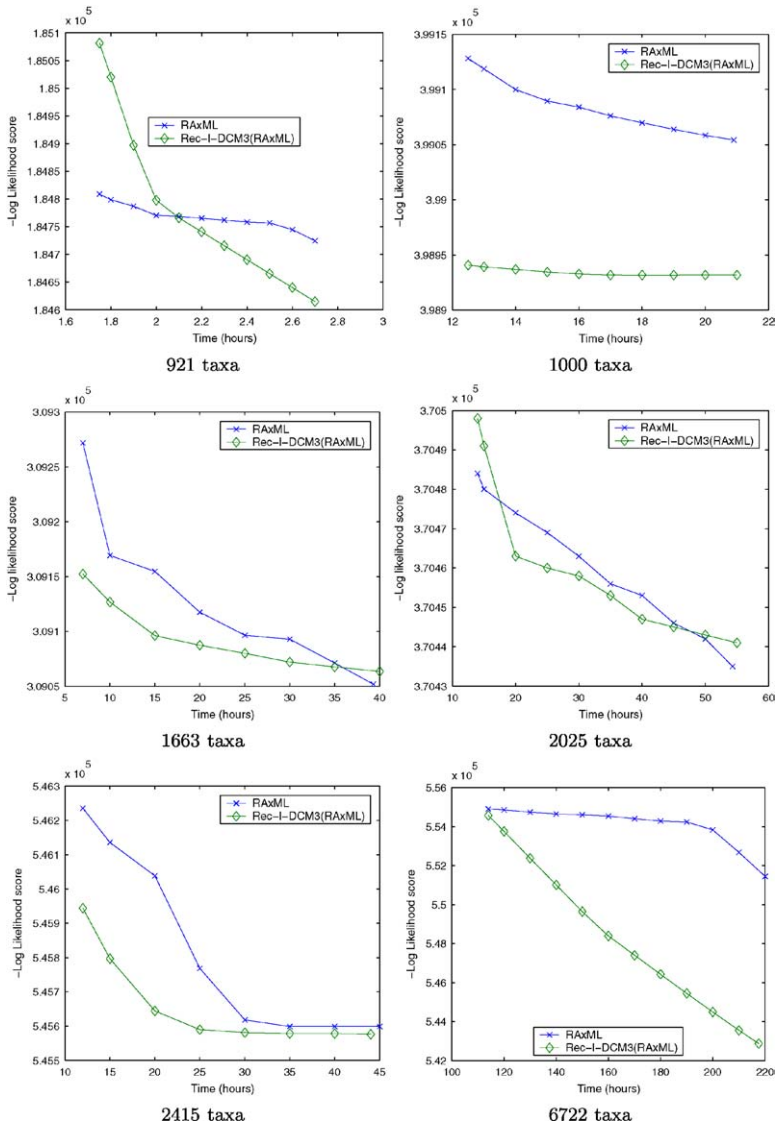 x 10^5
1.851
1.8505
1.85
1.8495
1.849
1.8485
1.848
1.8475
1.847
1.8465
1.846
−Log Likelihood score
RAxML
Rec−I−DCM3(RAxML)
1.6 1.8 2 2.2 2.4 2.6 2.8 3
Time (hours)
921 taxa
x 10^5
3.9915
3.991
3.9905
3.99
3.9895
3.989
−Log Likelihood score
RAxML
Rec−I−DCM3(RAxML)
12 14 16 18 20 22
Time (hours)
1000 taxa
x 10^5
3.093
3.0925
3.092
3.0915
3.091
3.0905
−Log Likelihood score
RAxML
Rec−I−DCM3(RAxML)
5 10 15 20 25 30 35 40
Time (hours)
1663 taxa
x 10^5
3.705
3.7049
3.7048
3.7047
3.7046
3.7045
3.7044
3.7043
−Log likelihood score
RAxML
Rec−I−DCM3(RAxML)
10 20 30 40 50 60
Time (hours)
2025 taxa
x 10^5
5.463
5.462
5.461
5.46
5.459
5.458
5.457
5.456
5.455
−Log Likelihood score
RAxML
Rec−I−DCM3(RAxML)
10 15 20 25 30 35 40 45
Time (hours)
2415 taxa
x 10^5
5.56
5.54
5.52
5.5
5.48
5.46
5.44
5.42
−Log Likelihood score
RAxML
Rec−I−DCM3(RAxML)
100 120 140 160 180 200 220
Time (hours)
6722 taxa